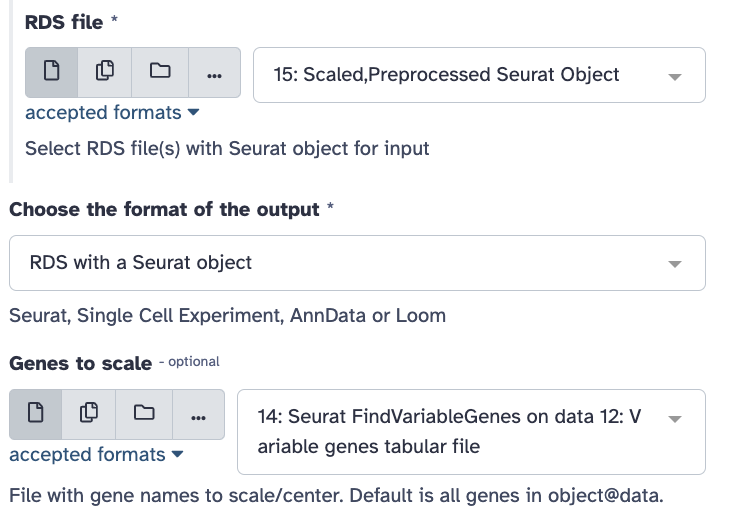 RDS file *
... 15: Scaled,Preprocessed Seurat Object
accepted formats
Select RDS file(s) with Seurat object for input
Choose the format of the output *
RDS with a Seurat object
Seurat, Single Cell Experiment, AnnData or Loom
Genes to scale - optional
... 14: Seurat FindVariableGenes on data 12: V
ariable genes tabular file
accepted formats
File with gene names to scale/center. Default is all genes in object@data.